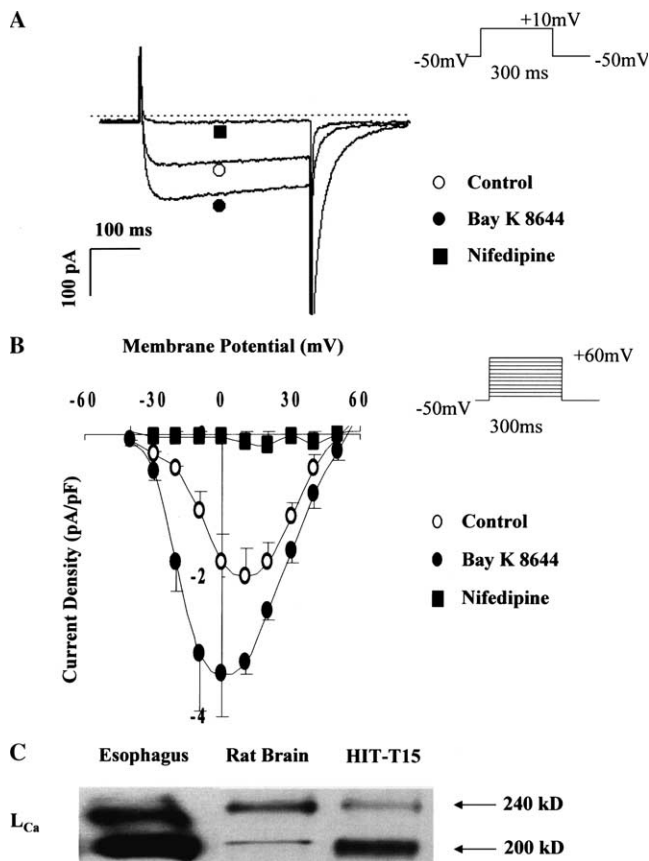 A
+10mV
-50mV
-50mV
300 ms
100 ms
100 pA
Control
Bay K 8644
Nifedipine
B
Membrane Potential (mV)
-60
-30
0
30
60
-2
-4
Current Density (pA/pF)
+60mV
-50mV
300ms
Control
Bay K 8644
Nifedipine
C
Esophagus
Rat Brain
HIT-T15
LCa
240 kD
200 kD